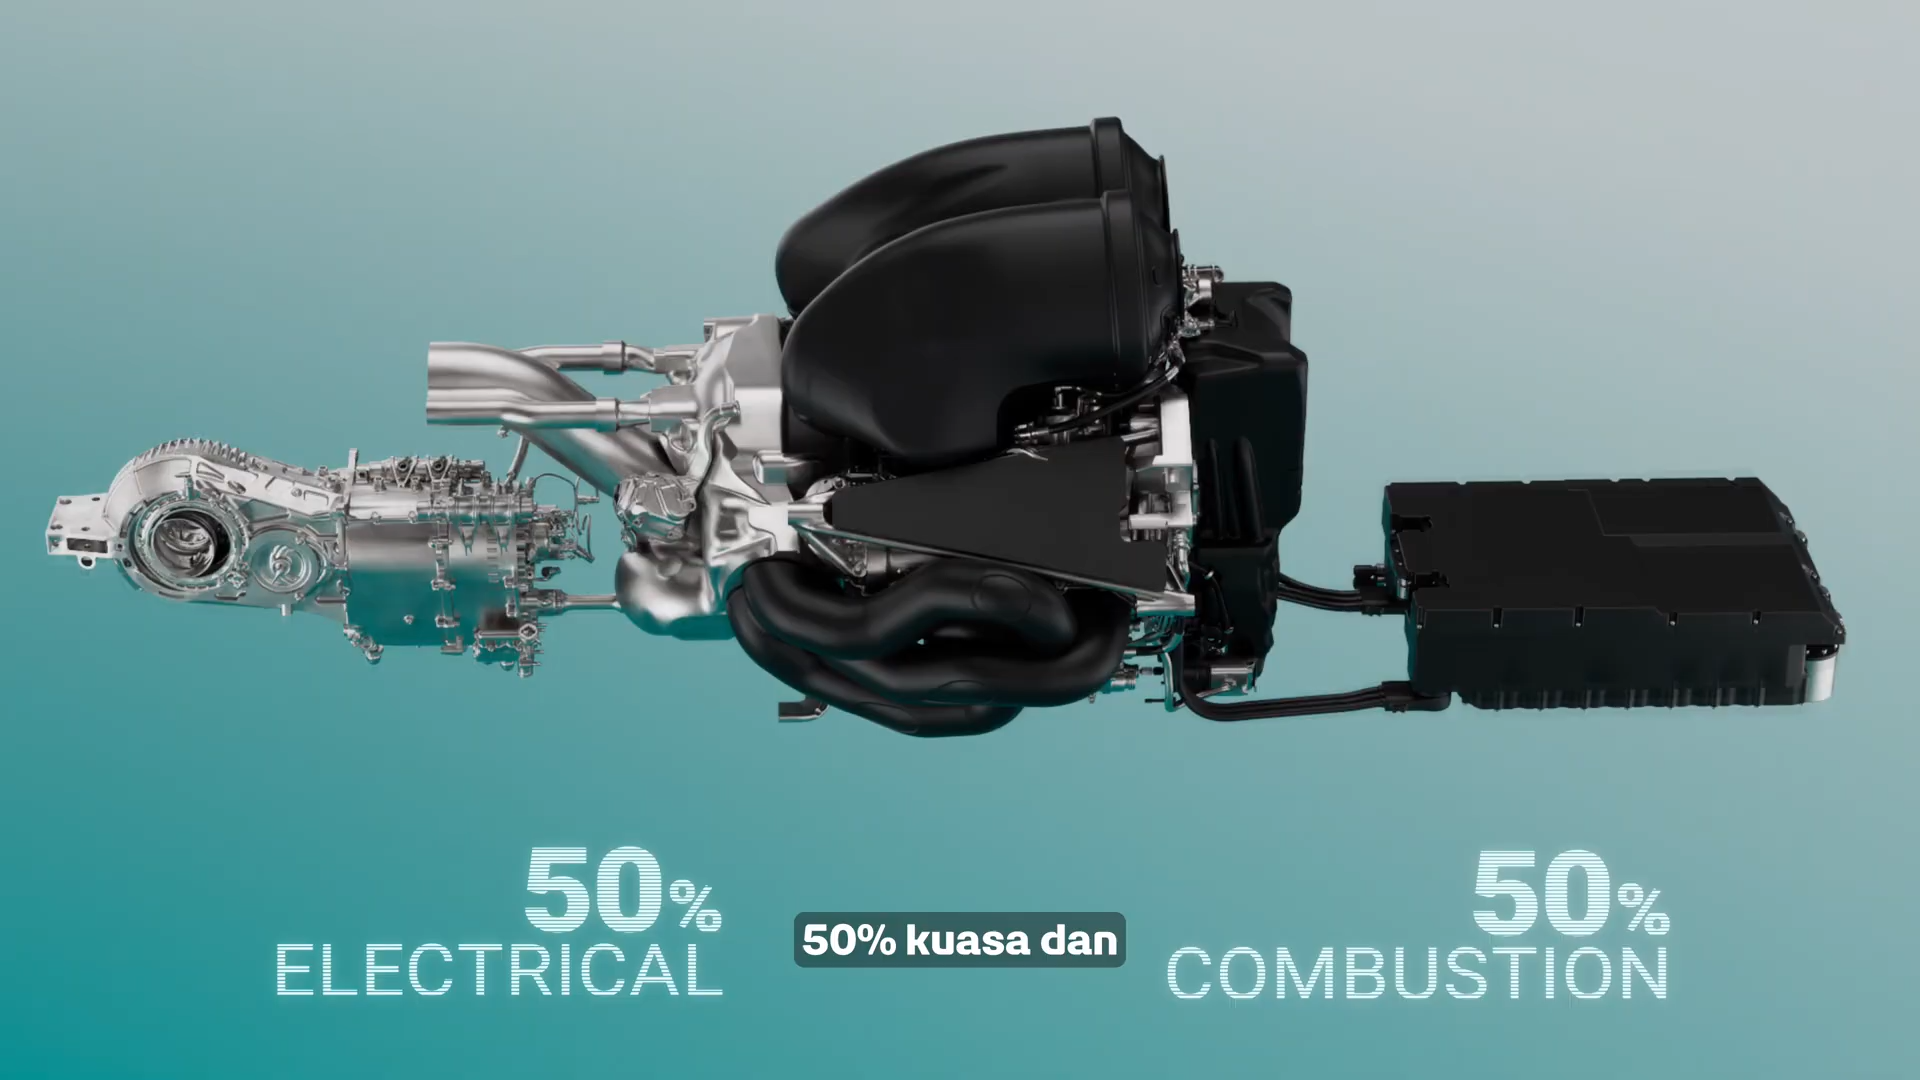 50%
ELECTRICAL
50% kuasa dan
50%
COMBUSTION